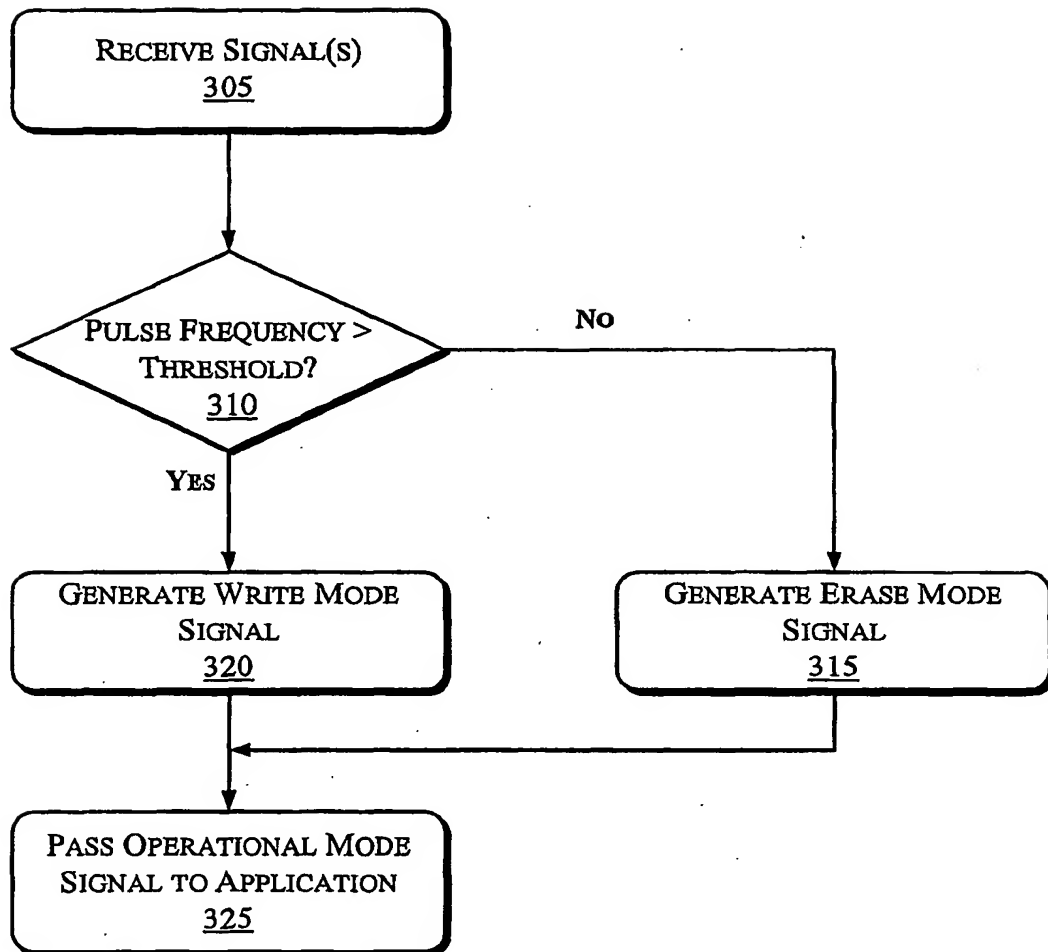 RECEIVE SIGNAL(S)
305
PULSE FREQUENCY >
THRESHOLD?
310
NO
YES
GENERATE WRITE MODE
SIGNAL
320
GENERATE ERASE MODE
SIGNAL
315
PASS OPERATIONAL MODE
SIGNAL TO APPLICATION
325